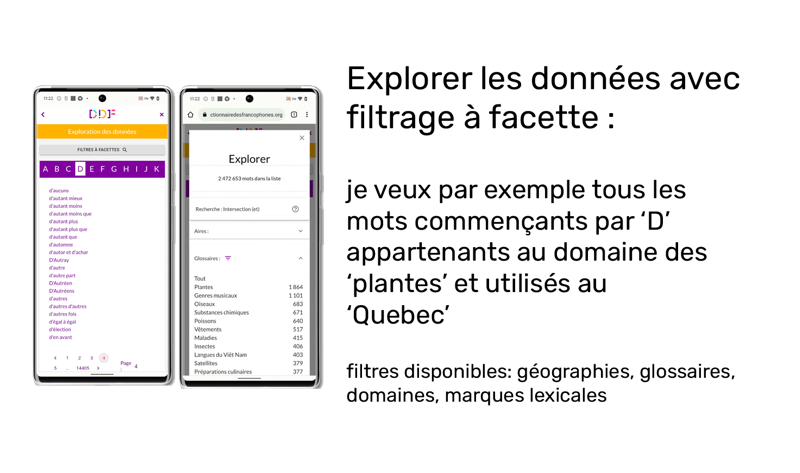 11:22
DDF
Exploration des données
FILTRES À FACETTES
A B C D E F G H I J K
d'aucuns
d'autant mieux
d'autant moins
d'autant moins que
d'autant plus
d'autant plus que
d'autant que
d'automne
d'autor et d'achar
D'Autray
d'autre
d'autre part
D'Autréen
D'Autréens
d'autres
d'autres d'autres
d'autres fois
d'égal à égal
d'élection
d'en avant
1 2 3 4
5 ... 14405
Page : 4
11:22
ctionnairedesfrancophones.org
Explorer
2 472 653 mots dans la liste
Recherche : Intersection (et)
Aires :
Glossaires :
Tout
Plantes 1 864
Genres musicaux 1 101
Oiseaux 683
Substances chimiques 671
Poissons 640
Vêtements 517
Maladies 415
Insectes 406
Langues du Viêt Nam 403
Satellites 379
Préparations culinaires 377
Explorer les données avec
filtrage à facette :
je veux par exemple tous les
mots commençants par ‘D’
appartenants au domaine des
‘plantes’ et utilisés au
‘Quebec’
filtres disponibles: géographies, glossaires,
domaines, marques lexicales